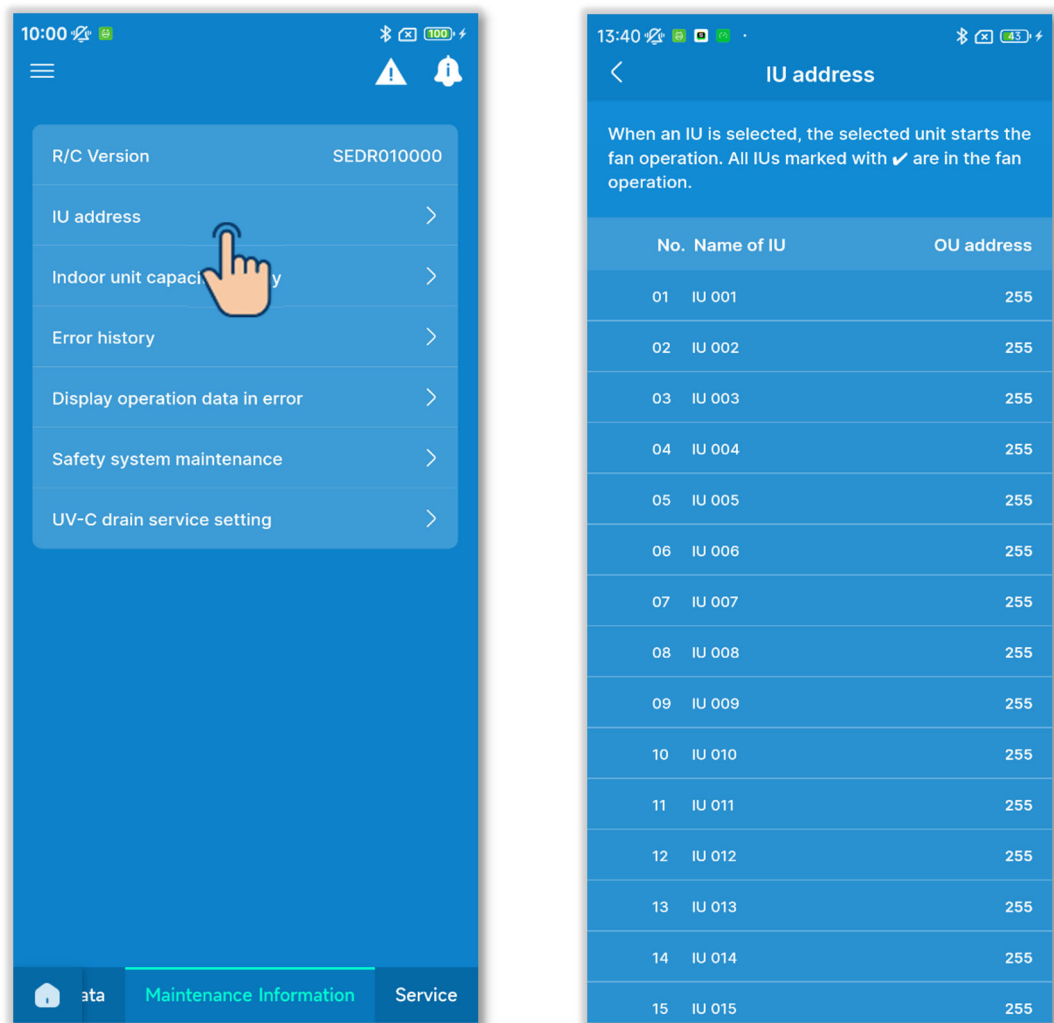 10:00
100
R/C Version SEDR010000
IU address
Indoor unit capaci y
Error history
Display operation data in error
Safety system maintenance
UV-C drain service setting
ata Maintenance Information Service
13:40
43
IU address
When an IU is selected, the selected unit starts the
fan operation. All IUs marked with ✔ are in the fan
operation.
No. Name of IU OU address
01 IU 001 255
02 IU 002 255
03 IU 003 255
04 IU 004 255
05 IU 005 255
06 IU 006 255
07 IU 007 255
08 IU 008 255
09 IU 009 255
10 IU 010 255
11 IU 011 255
12 IU 012 255
13 IU 013 255
14 IU 014 255
15 IU 015 255